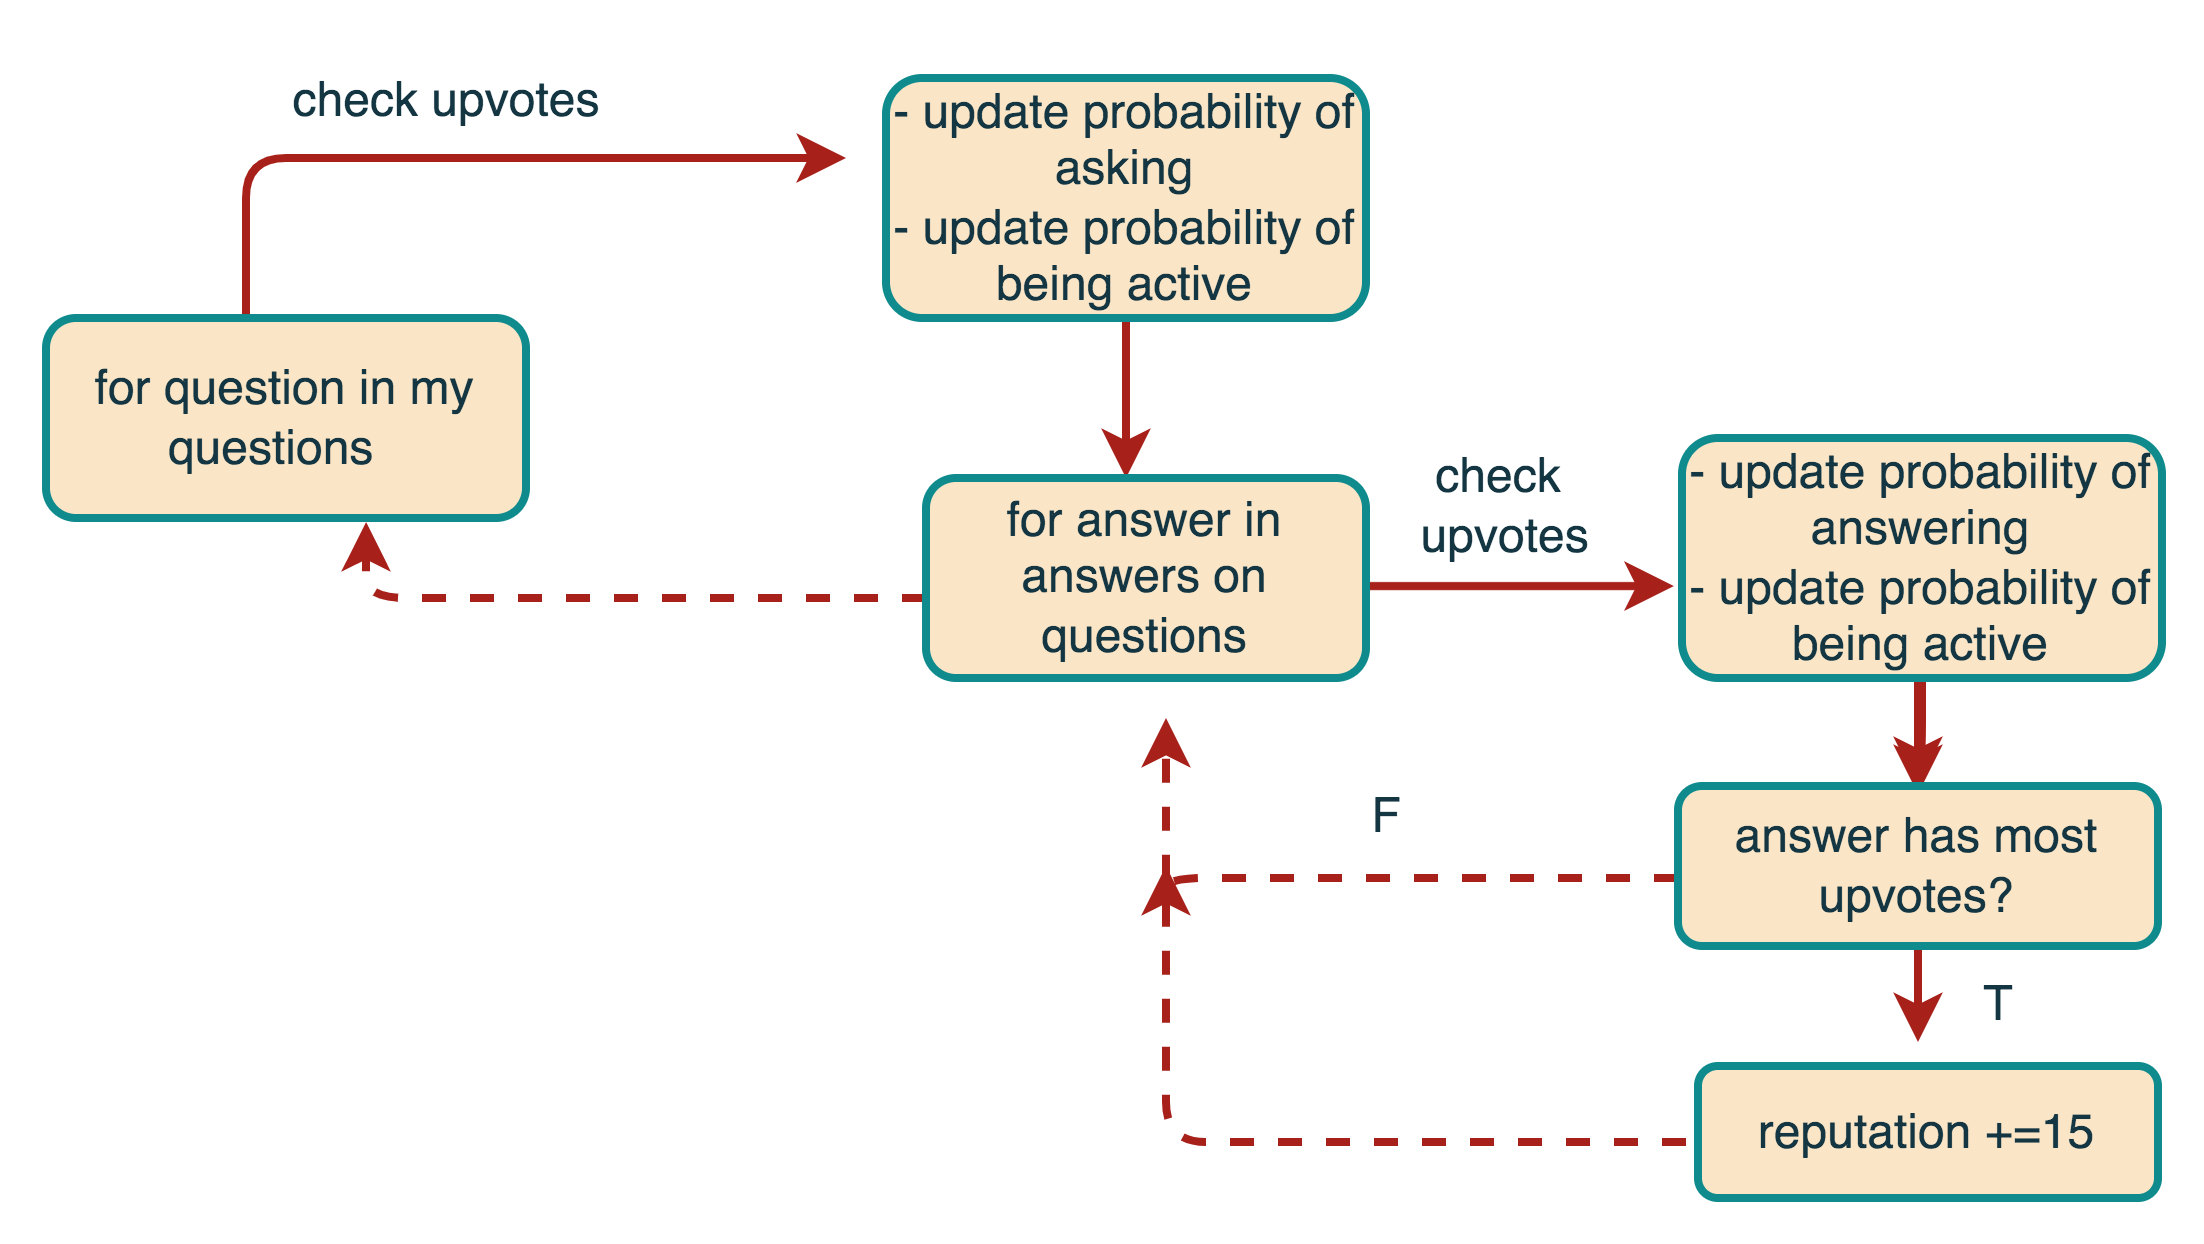 check upvotes
- update probability of
asking
- update probability of
being active
for question in my
questions
for answer in
answers on
questions
check
upvotes
- update probability of
answering
- update probability of
being active
F
answer has most
upvotes?
T
reputation +=15